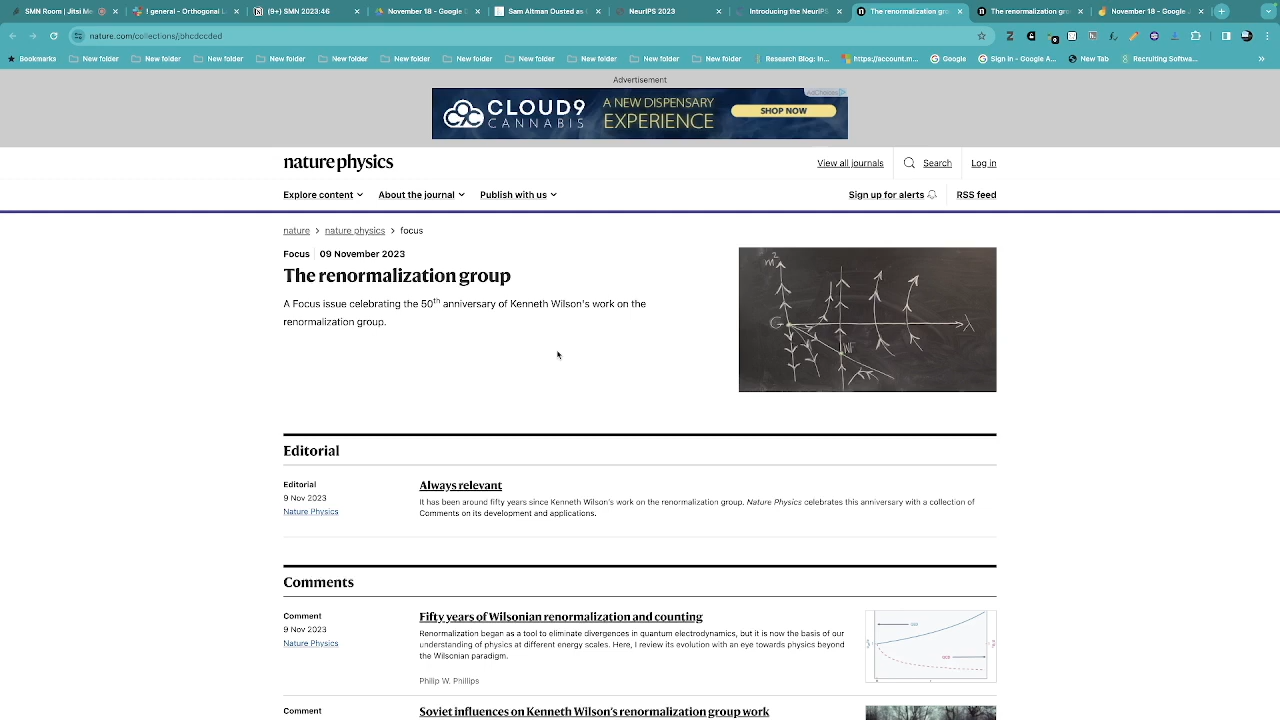 SMN Room | Jitsi Me
general - Orthogonal L
(9+) SMN 2023:46
November 18 - Google
Sam Altman Ousted as
NeurIPS 2023
Introducing the NeurIPS
The renormalization gro
The renormalization gro
November 18 - Google
nature.com/collections/jbhcdccded
Bookmarks
New folder
New folder
New folder
New folder
New folder
New folder
New folder
New folder
New folder
New folder
New folder
Research Blog: In...
https://account.m...
Google
Sign In - Google A...
New Tab
Recruiting Softwa...
Advertisement
CLOUD9
CANNABIS
A NEW DISPENSARY
EXPERIENCE
SHOP NOW
AdChoices
nature physics
View all journals
Search
Log in
Explore content
About the journal
Publish with us
Sign up for alerts
RSS feed
nature > nature physics > focus
Focus | 09 November 2023
The renormalization group
A Focus issue celebrating the 50th anniversary of Kenneth Wilson's work on the
renormalization group.
m²
G
λ
WF
Editorial
Editorial
9 Nov 2023
Nature Physics
Always relevant
It has been around fifty years since Kenneth Wilson's work on the renormalization group. Nature Physics celebrates this anniversary with a collection of
Comments on its development and applications.
Comments
Comment
9 Nov 2023
Nature Physics
Fifty years of Wilsonian renormalization and counting
Renormalization began as a tool to eliminate divergences in quantum electrodynamics, but it is now the basis of our
understanding of physics at different energy scales. Here, I review its evolution with an eye towards physics beyond
the Wilsonian paradigm.
Philip W. Phillips
Comment
Soviet influences on Kenneth Wilson's renormalization group work